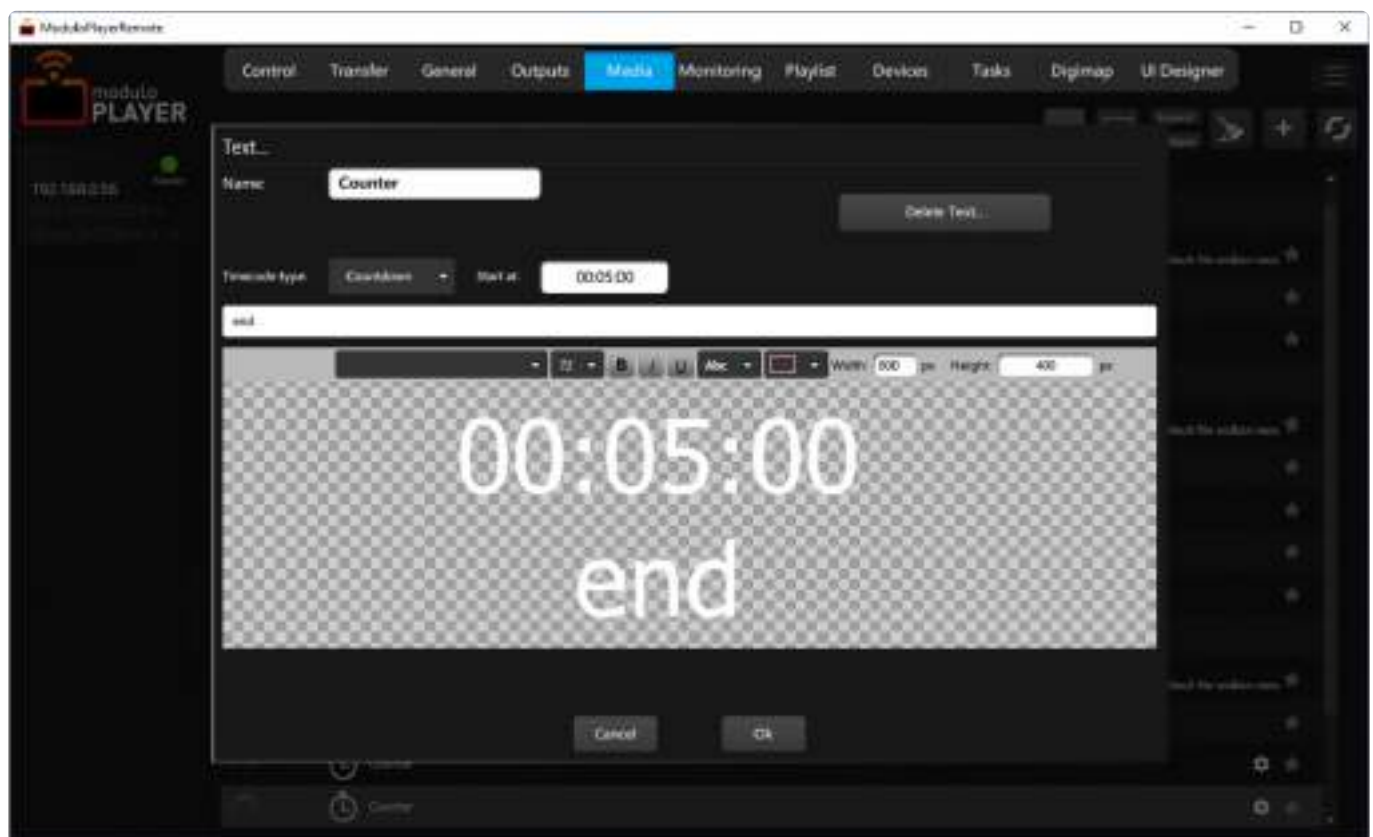 ModuloPlayerRemote
modulo
PLAYER
Control Transfer General Outputs Media Monitoring Playlist Devices Tasks Digimap UI Designer
Text...
Name: Counter
Delete Text...
Timecode type: Countdown Start at: 00:05:00
end
72 B I U Abc Width: 800 px Height: 400 px
00:05:00
end
Cancel Ok
Counter
Counter